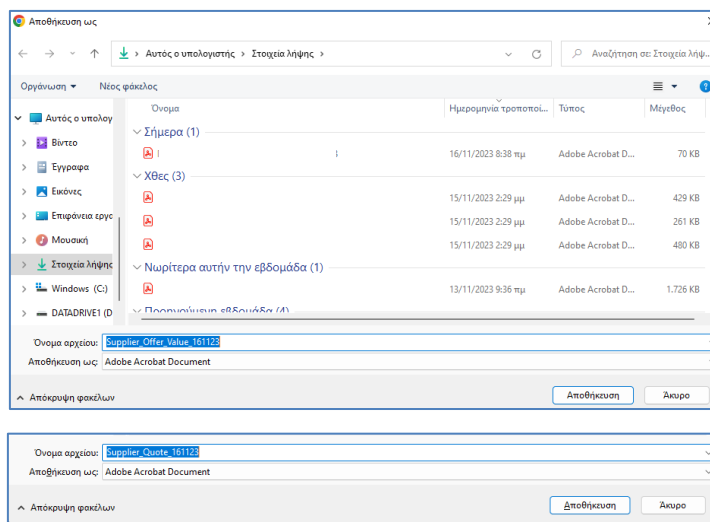 Αποθήκευση ως
Αυτός ο υπολογιστής > Στοιχεία λήψης >
Αναζήτηση σε: Στοιχεία λήψ...
Οργάνωση Νέος φάκελος
Όνομα Ημερομηνία τροποποί... Τύπος Μέγεθος
Αυτός ο υπολογ
Βίντεο
Έγγραφα
Εικόνες
Επιφάνεια εργα
Μουσική
Στοιχεία λήψης
Windows (C:)
DATADRIVE1 (D
Σήμερα (1)
16/11/2023 8:38 πμ Adobe Acrobat D... 70 KB
Χθες (3)
15/11/2023 2:29 μμ Adobe Acrobat D... 429 KB
15/11/2023 2:29 μμ Adobe Acrobat D... 261 KB
15/11/2023 2:29 μμ Adobe Acrobat D... 480 KB
Νωρίτερα αυτήν την εβδομάδα (1)
13/11/2023 9:36 πμ Adobe Acrobat D... 1.726 KB
Προηγούμενη εβδομάδα (4)
Όνομα αρχείου: Supplier_Offer_Value_161123
Αποθήκευση ως: Adobe Acrobat Document
Απόκρυψη φακέλων Αποθήκευση Άκυρο
Όνομα αρχείου: Supplier_Quote_161123
Αποθήκευση ως: Adobe Acrobat Document
Απόκρυψη φακέλων Αποθήκευση Άκυρο